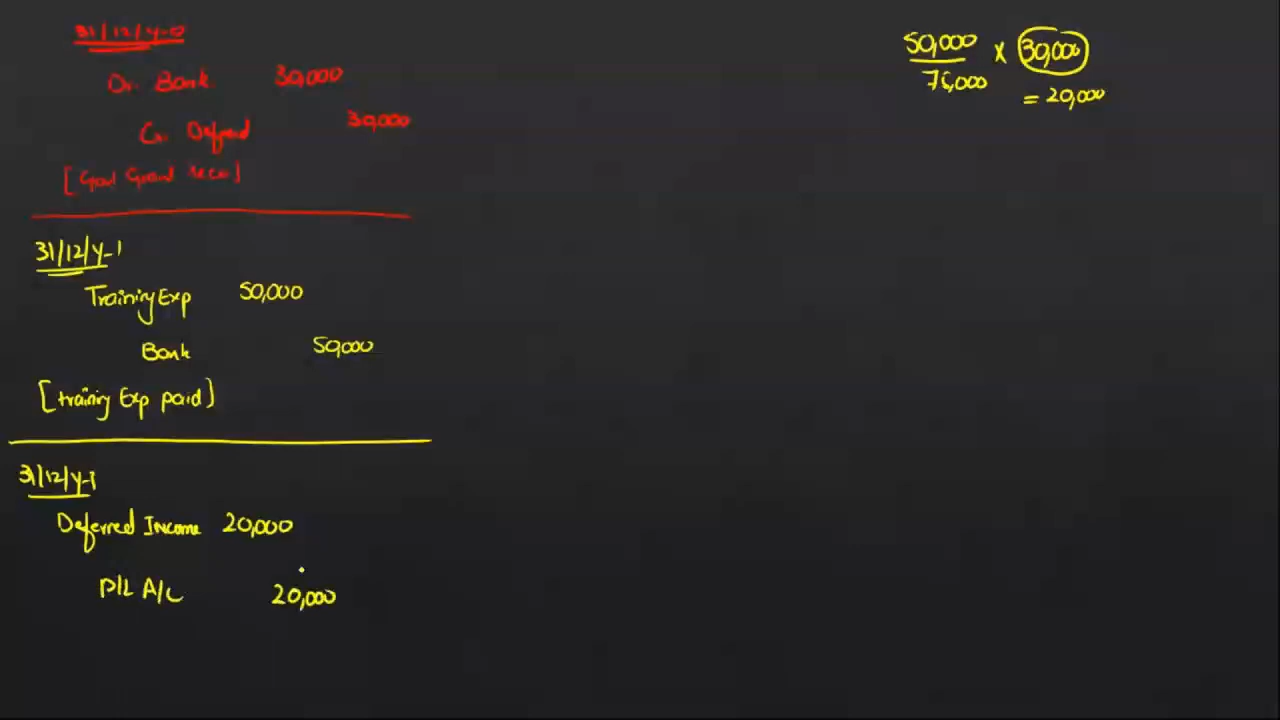 31/12/Y-0
Dr. Bank 30,000
Cr. Deferred 30,000
[Govt Grant rece]
31/12/Y-1
Training Exp 50,000
Bank 50,000
[training Exp paid]
31/12/Y-1
Deferred Income 20,000
P/L A/C 20,000
50,000 × 30,000
75,000
= 20,000